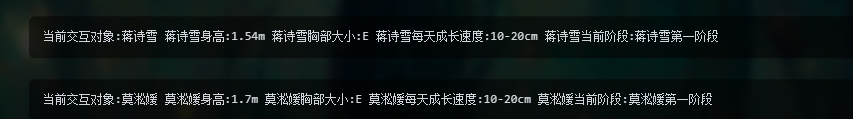 当前交互对象:蒋诗雪 蒋诗雪身高:1.54m 蒋诗雪胸部大小:E 蒋诗雪每天成长速度:10-20cm 蒋诗雪当前阶段:蒋诗雪第一阶段
当前交互对象:莫淞媛 莫淞媛身高:1.7m 莫淞媛胸部大小:E 莫淞媛每天成长速度:10-20cm 莫淞媛当前阶段:莫淞媛第一阶段